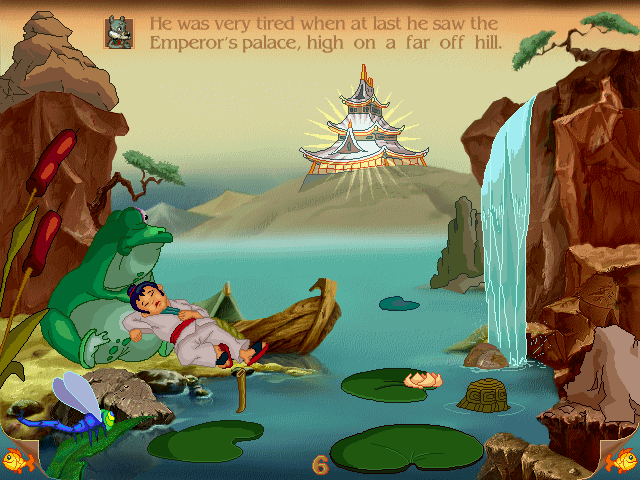 He was very tired when at last he saw the
Emperor's palace, high on a far off hill.
6